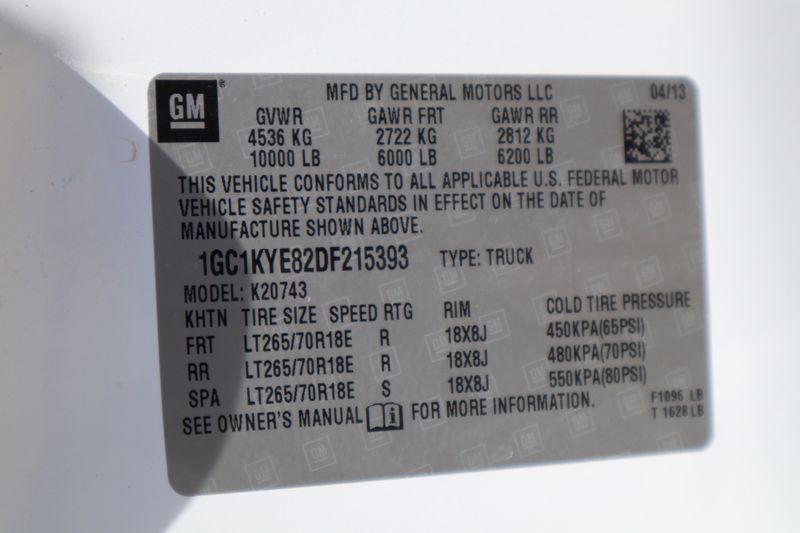 GM
MFD BY GENERAL MOTORS LLC 04/13
GVWR GAWR FRT GAWR RR
4536 KG 2722 KG 2812 KG
10000 LB 6000 LB 6200 LB
THIS VEHICLE CONFORMS TO ALL APPLICABLE U.S. FEDERAL MOTOR
VEHICLE SAFETY STANDARDS IN EFFECT ON THE DATE OF
MANUFACTURE SHOWN ABOVE.
1GC1KYE82DF215393 TYPE: TRUCK
MODEL: K20743
KHTN TIRE SIZE SPEED RTG RIM COLD TIRE PRESSURE
FRT LT265/70R18E R 18X8J 450KPA(65PSI)
RR LT265/70R18E R 18X8J 480KPA(70PSI)
SPA LT265/70R18E S 18X8J 550KPA(80PSI)
SEE OWNER'S MANUAL FOR MORE INFORMATION.
F1096 LB
T 1628 LB